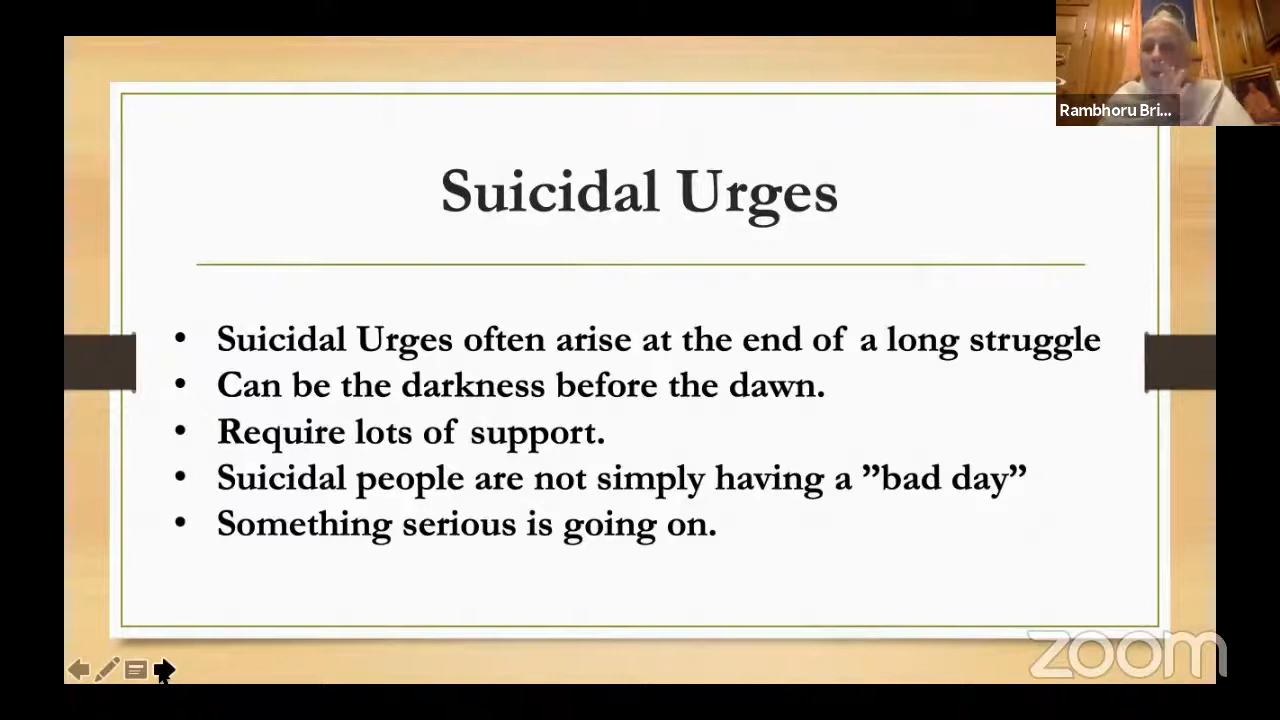 Rambhoru Bri...
Suicidal Urges
• Suicidal Urges often arise at the end of a long struggle
• Can be the darkness before the dawn.
• Require lots of support.
• Suicidal people are not simply having a ”bad day”
• Something serious is going on.
zoom